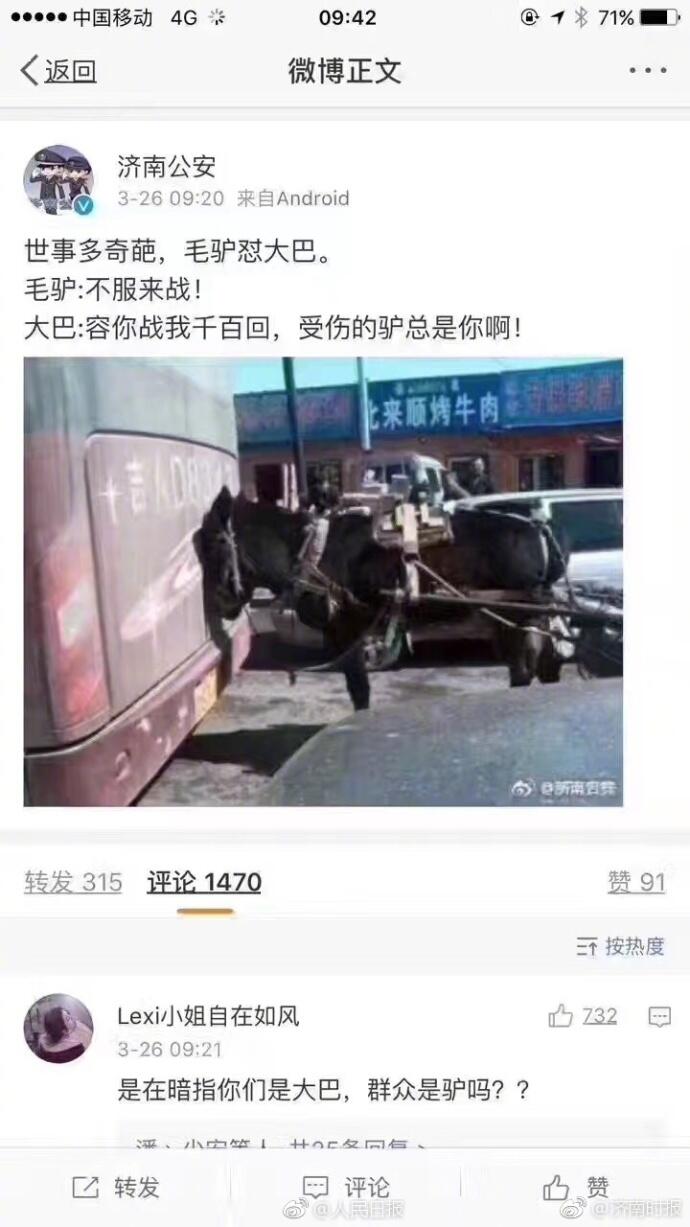 中国移动 4G 09:42 71%
返回 微博正文
济南公安
3-26 09:20 来自Android
世事多奇葩，毛驴怼大巴。
毛驴:不服来战！
大巴:容你战我千百回，受伤的驴总是你啊！
北来顺烤牛肉
@济南公安
转发 315 评论 1470 赞 91
按热度
Lexi小姐自在如风 732
3-26 09:21
是在暗指你们是大巴，群众是驴吗？？
转发 评论 赞
@人民日报 @济南时报